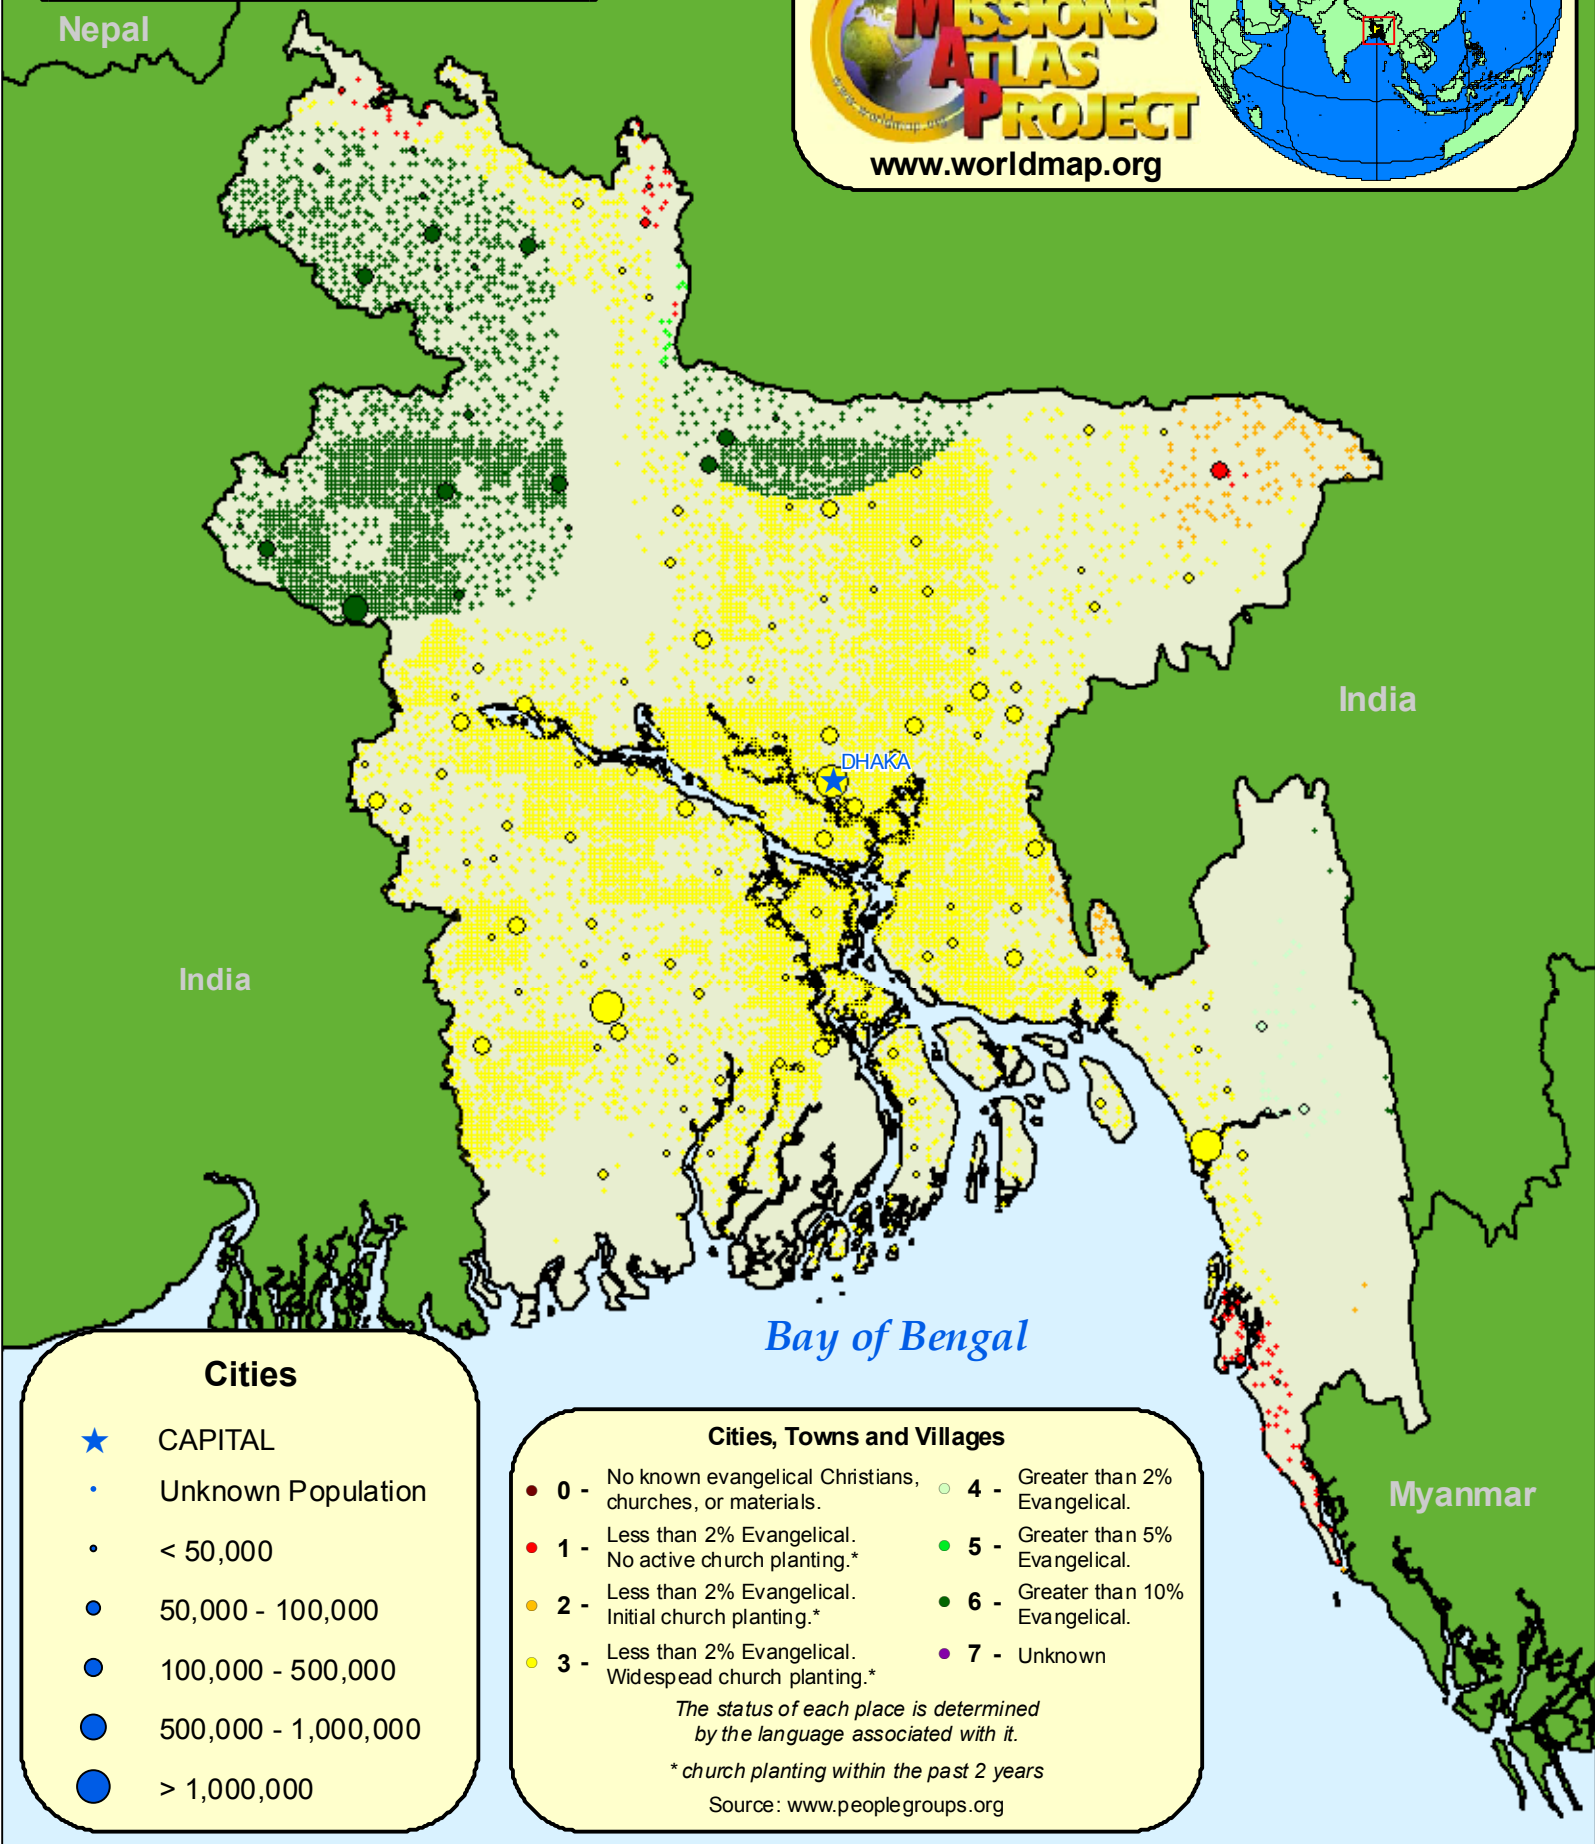 Nepal
MISSIONS
ATLAS
PROJECT
www.worldmap.org
www.worldmap.org
India
DHAKA
India
Bay of Bengal
Myanmar
Cities
CAPITAL
Unknown Population
< 50,000
50,000 - 100,000
100,000 - 500,000
500,000 - 1,000,000
> 1,000,000
Cities, Towns and Villages
0 - No known evangelical Christians,
churches, or materials.
1 - Less than 2% Evangelical.
No active church planting.*
2 - Less than 2% Evangelical.
Initial church planting.*
3 - Less than 2% Evangelical.
Widespead church planting.*
4 - Greater than 2%
Evangelical.
5 - Greater than 5%
Evangelical.
6 - Greater than 10%
Evangelical.
7 - Unknown
The status of each place is determined
by the language associated with it.
* church planting within the past 2 years
Source: www.peoplegroups.org